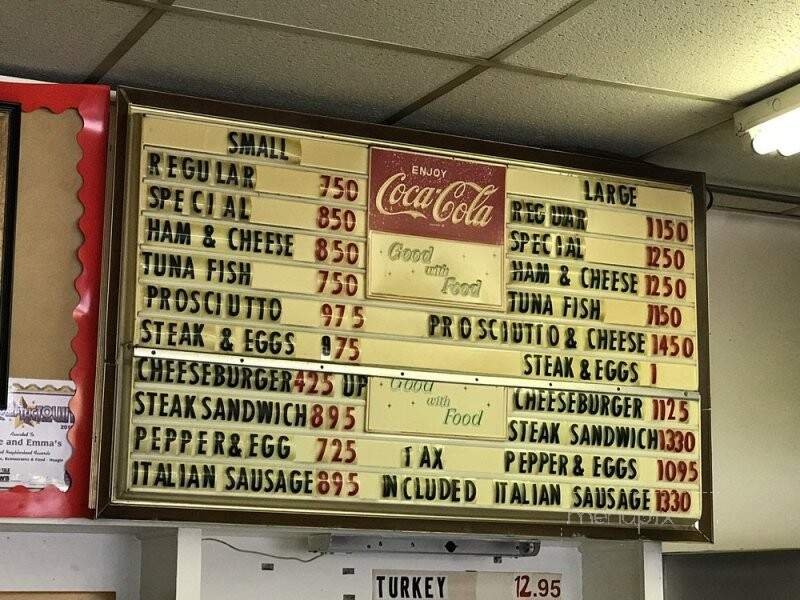 SMALL
REGULAR 750
SPECIAL 850
HAM & CHEESE 850
TUNA FISH 750
PROSCIUTTO 975
STEAK & EGGS 975
CHEESEBURGER 425 UP
STEAK SANDWICH 895
PEPPER & EGG 725
ITALIAN SAUSAGE 895
ENJOY
Coca-Cola
Good
with
Food
Good
with
Food
TAX
INCLUDED
LARGE
REGULAR 1150
SPECIAL 1250
HAM & CHEESE 1250
TUNA FISH 1150
PROSCIUTTO & CHEESE 1450
STEAK & EGGS 1
CHEESEBURGER 1125
STEAK SANDWICH 1330
PEPPER & EGGS 1095
ITALIAN SAUSAGE 1330
e and Emma's
menupix
TURKEY 12.95